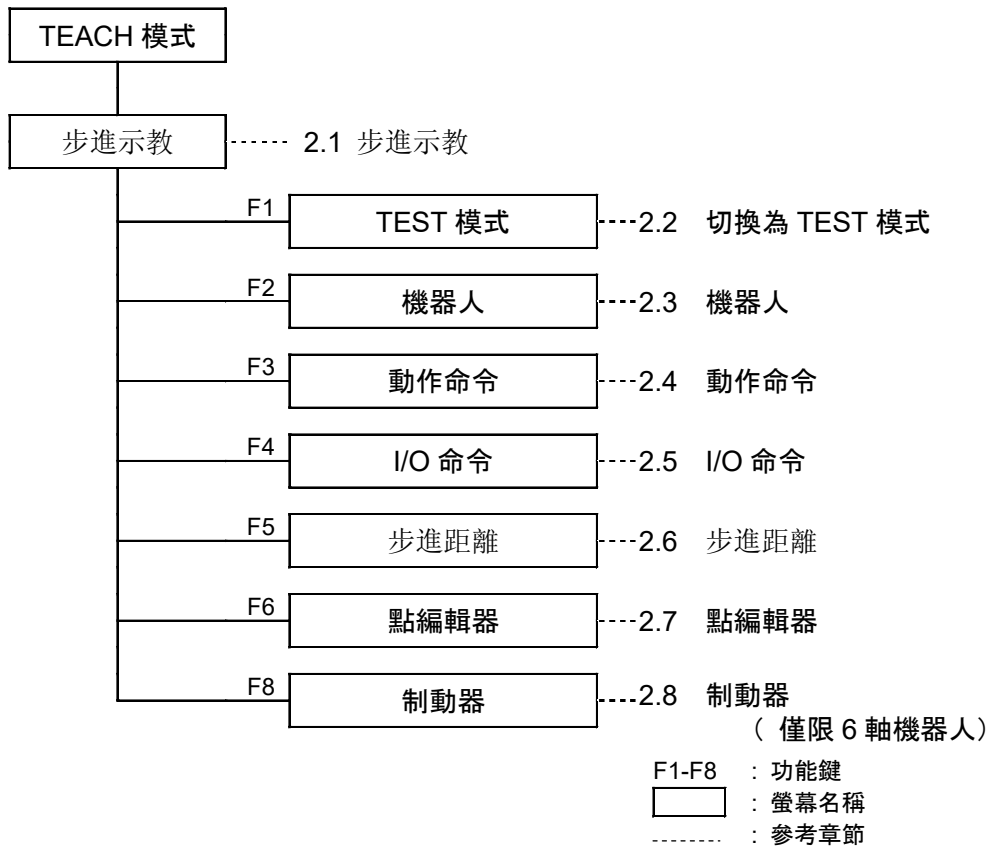 TEACH 模式
步進示教 2.1 步進示教
F1 TEST 模式 2.2 切換為 TEST 模式
F2 機器人 2.3 機器人
F3 動作命令 2.4 動作命令
F4 I/O 命令 2.5 I/O 命令
F5 步進距離 2.6 步進距離
F6 點編輯器 2.7 點編輯器
F8 制動器 2.8 制動器
( 僅限 6 軸機器人)
F1-F8 : 功能鍵
: 螢幕名稱
: 參考章節